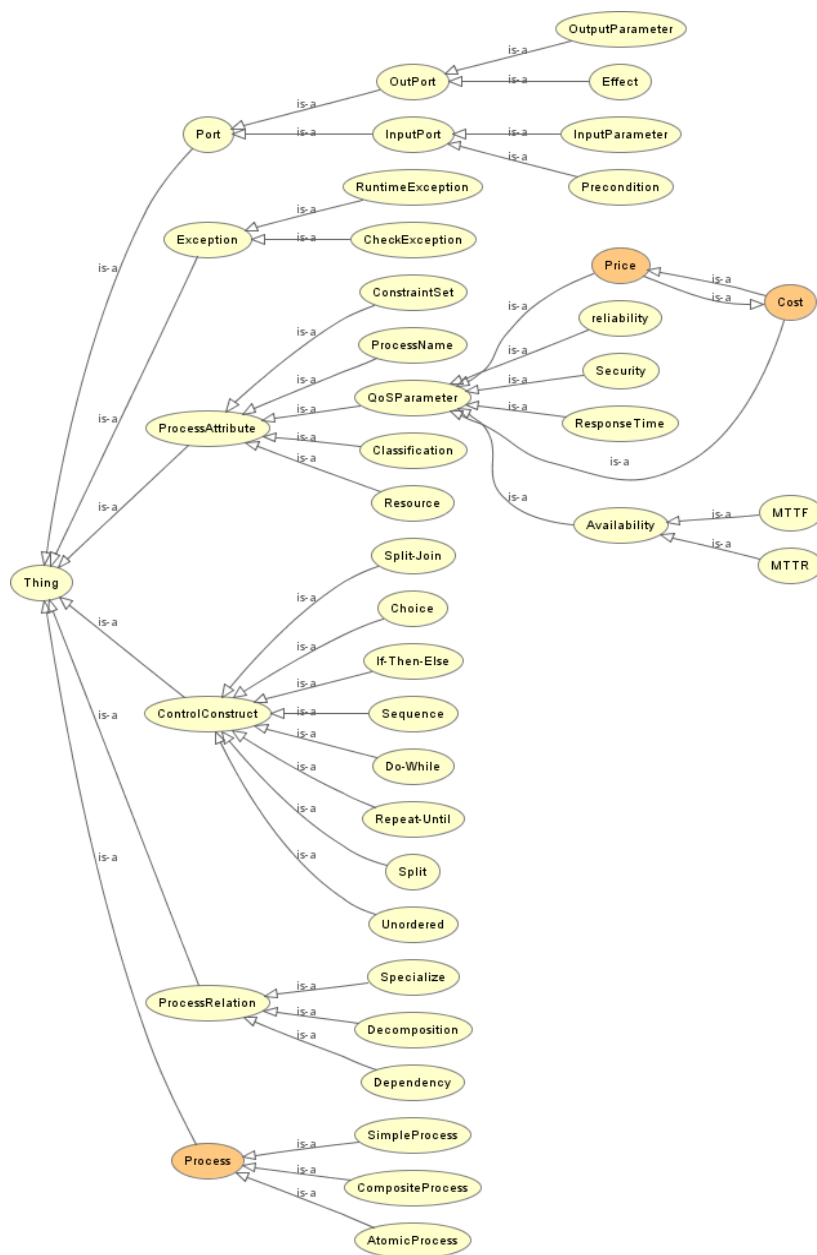 OutputParameter
is-a
OutPort
is-a
Effect
is-a
Port
is-a
InputPort
is-a
InputParameter
is-a
Precondition
RuntimeException
is-a
Exception
is-a
CheckException
is-a
Price
is-a
is-a
Cost
ConstraintSet
is-a
is-a
reliability
is-a
ProcessName
is-a
Security
is-a
QoSParameter
is-a
ProcessAttribute
is-a
ResponseTime
is-a
Classification
is-a
is-a
Resource
is-a
is-a
Availability
is-a
MTTF
is-a
MTTR
Split-Join
Thing
is-a
Choice
is-a
is-a
If-Then-Else
is-a
ControlConstruct
is-a
Sequence
is-a
is-a
Do-While
is-a
Repeat-Until
is-a
Split
is-a
is-a
Unordered
Specialize
is-a
ProcessRelation
is-a
Decomposition
is-a
Dependency
SimpleProcess
is-a
Process
is-a
CompositeProcess
is-a
AtomicProcess